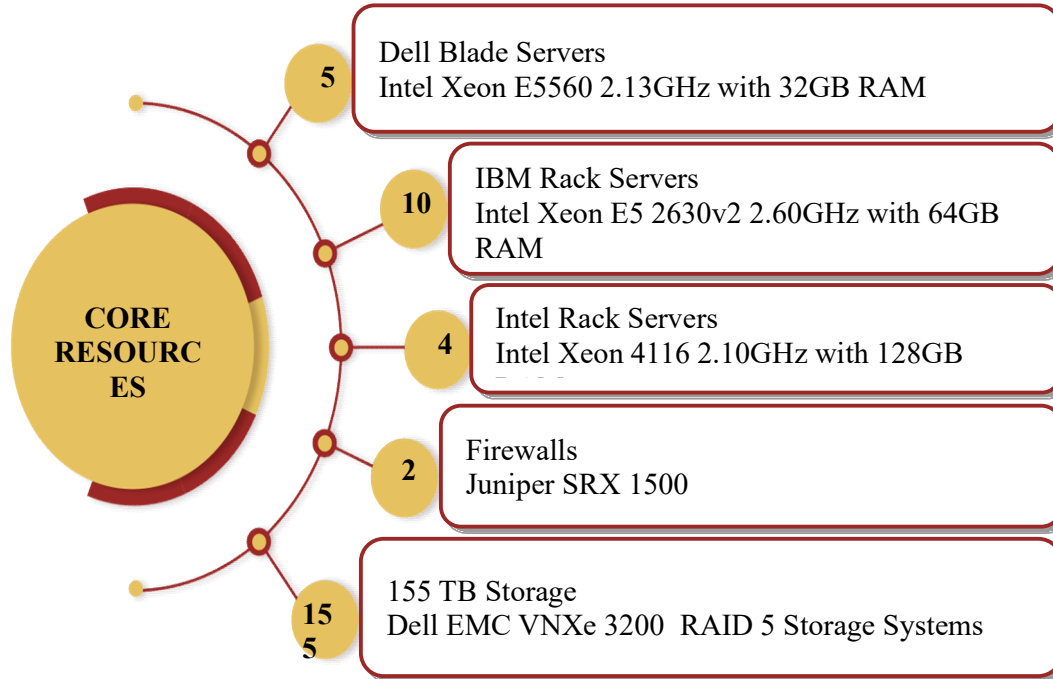 5
Dell Blade Servers
Intel Xeon E5560 2.13GHz with 32GB RAM
10
IBM Rack Servers
Intel Xeon E5 2630v2 2.60GHz with 64GB
RAM
CORE
RESOURC
ES
4
Intel Rack Servers
Intel Xeon 4116 2.10GHz with 128GB
2
Firewalls
Juniper SRX 1500
15
5
155 TB Storage
Dell EMC VNXe 3200 RAID 5 Storage Systems